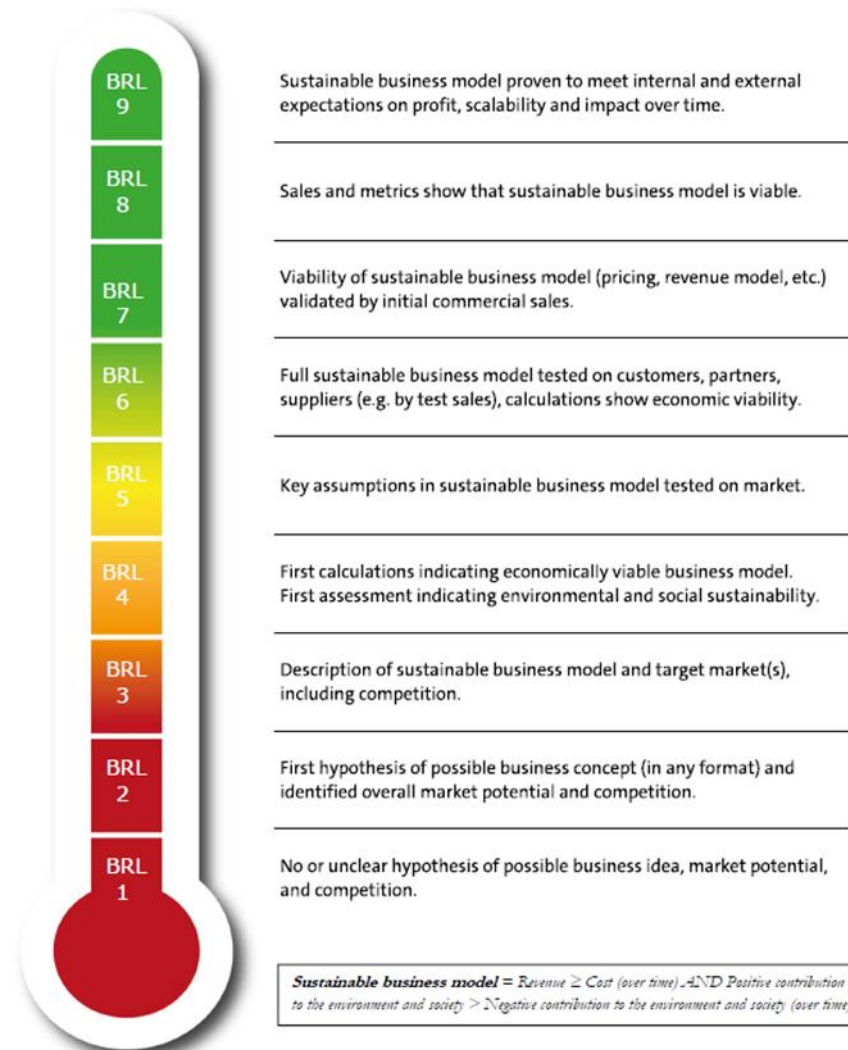 BRL
9
Sustainable business model proven to meet internal and external
expectations on profit, scalability and impact over time.
BRL
8
Sales and metrics show that sustainable business model is viable.
BRL
7
Viability of sustainable business model (pricing, revenue model, etc.)
validated by initial commercial sales.
BRL
6
Full sustainable business model tested on customers, partners,
suppliers (e.g. by test sales), calculations show economic viability.
BRL
5
Key assumptions in sustainable business model tested on market.
BRL
4
First calculations indicating economically viable business model.
First assessment indicating environmental and social sustainability.
BRL
3
Description of sustainable business model and target market(s),
including competition.
BRL
2
First hypothesis of possible business concept (in any format) and
identified overall market potential and competition.
BRL
1
No or unclear hypothesis of possible business idea, market potential,
and competition.
Sustainable business model = Revenue ≥ Cost (over time) AND Positive contribution
to the environment and society > Negative contribution to the environment and society (over time